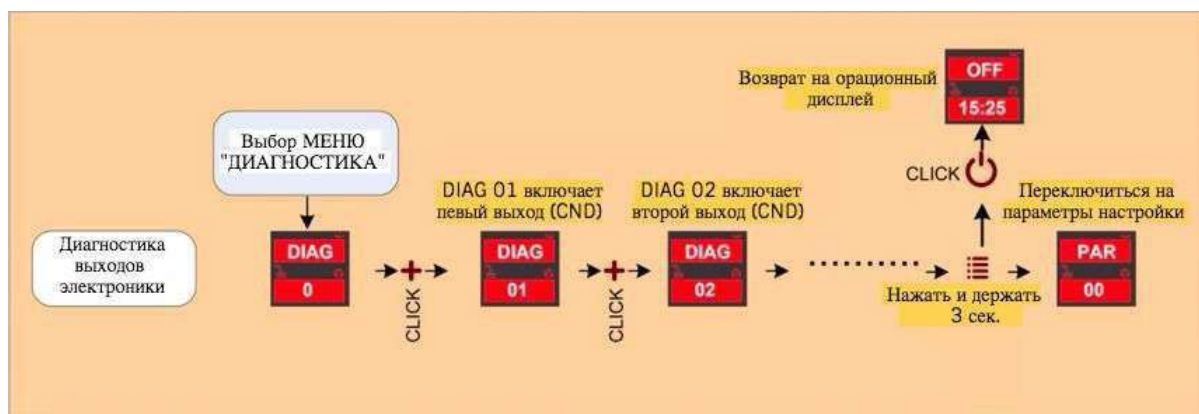 Возврат на орационный
дисплей
OFF
15:25
CLICK
Выбор МЕНЮ
"ДИАГНОСТИКА"
DIAG 01 включает
певый выход (CND)
DIAG 02 включает
второй выход (CND)
Переключиться на
параметры настройки
Диагностика
выходов
электроники
DIAG
0
CLICK
DIAG
01
CLICK
DIAG
02
Нажать и держать
3 сек.
PAR
00